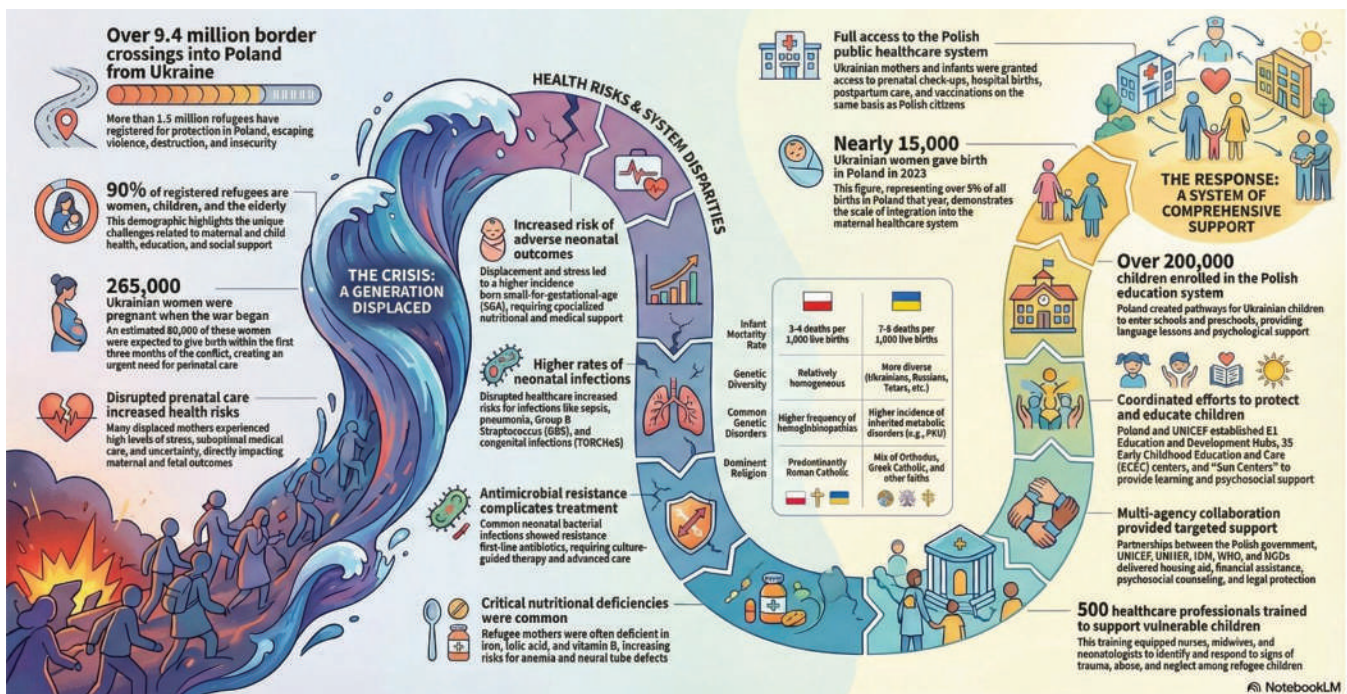 Over 9.4 million border
crossings into Poland
from Ukraine
More than 1.5 million refugees have
registered for protection in Poland, escaping
violence, destruction, and insecurity
90% of registered refugees are
women, children, and the elderly
This demographic highlights the unique
challenges related to maternal and child
health, education, and social support
265,000
Ukrainian women were
pregnant when the war began
An estimated 80,000 of these women
were expected to give birth within the first
three months of the conflict, creating an
urgent need for perinatal care
Disrupted prenatal care
increased health risks
Many displaced mothers experienced
high levels of stress, suboptimal medical
care, and uncertainty, directly impacting
maternal and fetal outcomes
THE CRISIS:
A GENERATION
DISPLACED
HEALTH RISKS & SYSTEM DISPARITIES
Increased risk of
adverse neonatal
outcomes
Displacement and stress led
to a higher incidence
born small-for-gestational-age
(SGA), requiring cpocialized
nutritional and medical support
Higher rates of
neonatal infections
Disrupted healthcare increased
risks for infections like sepsis,
pneumonia, Group B
Streptococcus (GBS), and
congenital infections (TORCHeS)
Antimicrobial resistance
complicates treatment
Common neonatal bacterial
infections showed resistance
first-line antibiotics, requiring culture-
guided therapy and advanced care
Critical nutritional deficiencies
were common
Refugee mothers were often deficient in
iron, lolic acid, and vitamin B, increasing
risks for anemia and neural tube defects
Infant
Mortarity
Rate
3-4 deaths per
1,000 live births
7-8 deaths per
1,000 live births
Genetic
Diversity
Relatively
homogeneous
More diverse
(Ukrainians, Russians,
Tetars, etc.)
Common
Genetic
Disorders
Higher frequency of
hemoglnbinopathias
Higher incidence of
inherited metabolic
disorders (e.g., PKU)
Dominent
Religion
Predontinantly
Roman Catholic
Mix of Orthodus,
Greek Catholic, and
other faiths
Full access to the Polish
public healthcare system
Ukrainian mothers and infants were granted
access to prenatal check-ups, hospital births,
postpartum care, and vaccinations on the
same basis as Polish citizens
Nearly 15,000
Ukrainian women gave birth
in Poland in 2023
This figure, representing over 5% of all
births in Poland that year, demonstrates
the scale of integration into the
maternal healthcare system
THE RESPONSE:
A SYSTEM OF
COMPREHENSIVE
SUPPORT
Over 200,000
children enrolled in the Polish
education system
Poland created pathways for Ukrainian children
to enter schools and preschools, providing
language lessons and psychological support
Coordinated efforts to protect
and educate children
Poland and UNICEF established E1
Education and Development Hubs, 35
Early Childhood Education and Care
(ECEC) centers, and "Sun Centers" to
provide learning and psychosocial support
Multi-agency collaboration
provided targeted support
Partnerships between the Polish government,
UNICEF, UNIIER, IDM, WHO, and NGDs
delivered housing aid, financial assistance,
psychosocial counseling, and legal protection
500 healthcare professionals trained
to support vulnerable children
This training equipped nurses, midwives, and
neonatologists to identify and respond to signs of
trauma, abuse, and neglect among refugee children
NotebookLM